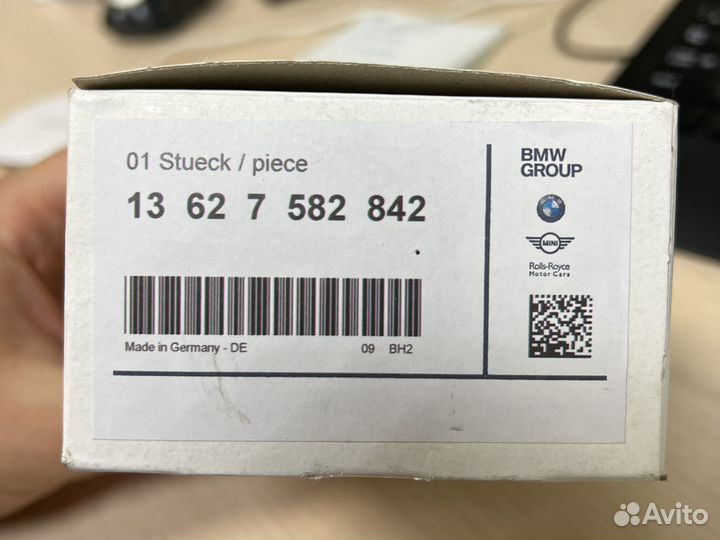 01 Stueck / piece
13 62 7 582 842
Made in Germany - DE 09 BH2
BMW
GROUP
MINI
Rolls-Royce
Motor Cars
Avito